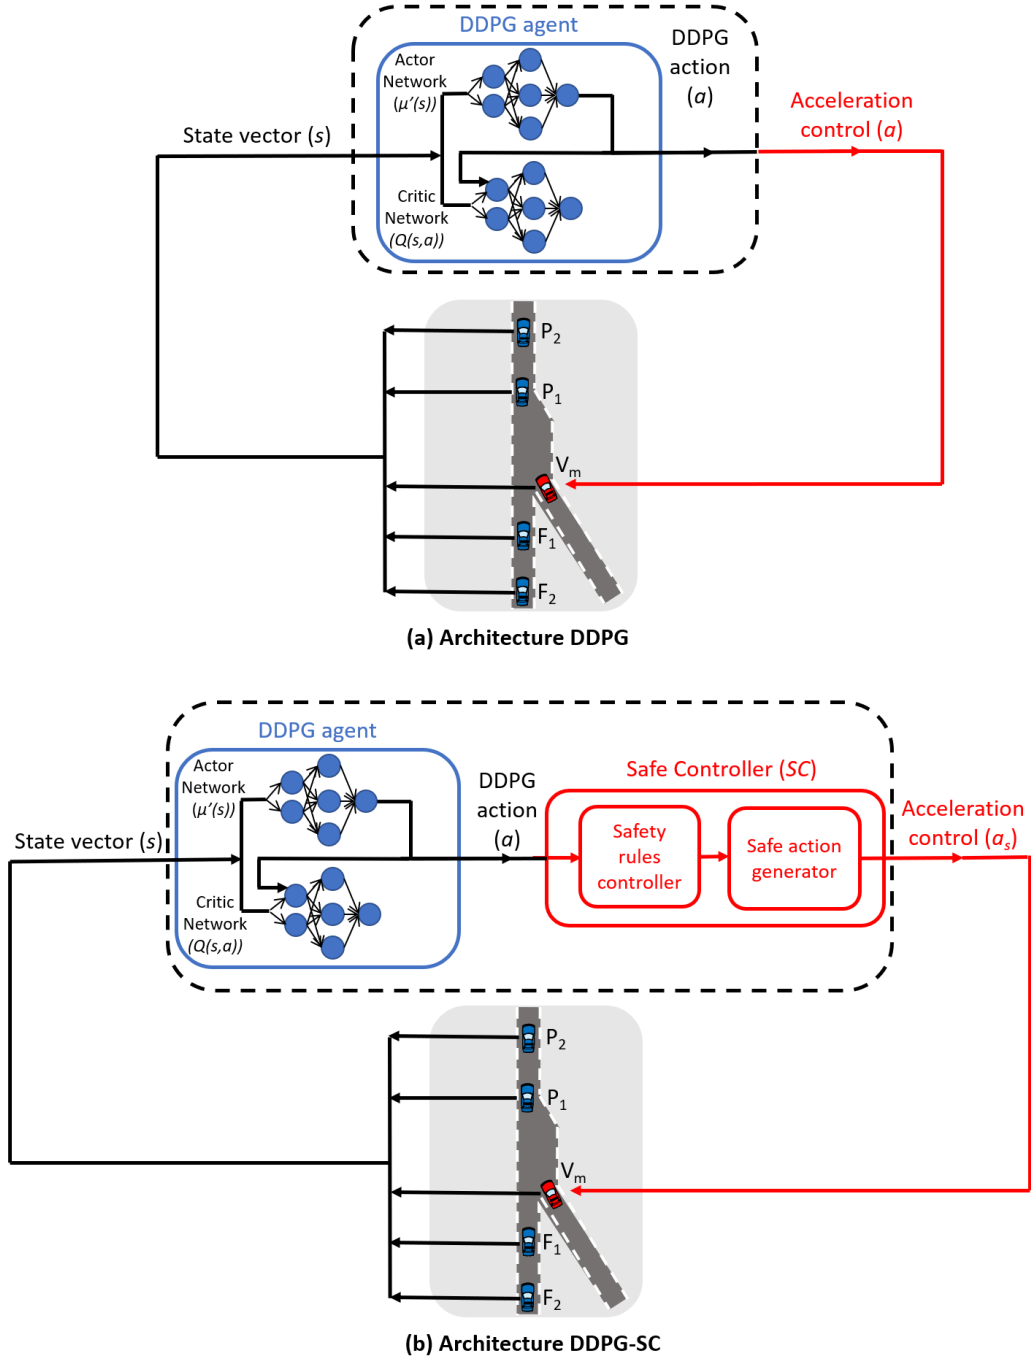 DDPG agent
Actor
Network
(μ'(s))
DDPG
action
(a)
Acceleration
control (a)
State vector (s)
Critic
Network
(Q(s,a))
P2
P1
Vm
F1
F2
(a) Architecture DDPG
DDPG agent
Actor
Network
(μ'(s))
DDPG
action
(a)
Safe Controller (SC)
Safety
rules
controller
Safe action
generator
Acceleration
control (as)
State vector (s)
Critic
Network
(Q(s,a))
P2
P1
Vm
F1
F2
(b) Architecture DDPG-SC